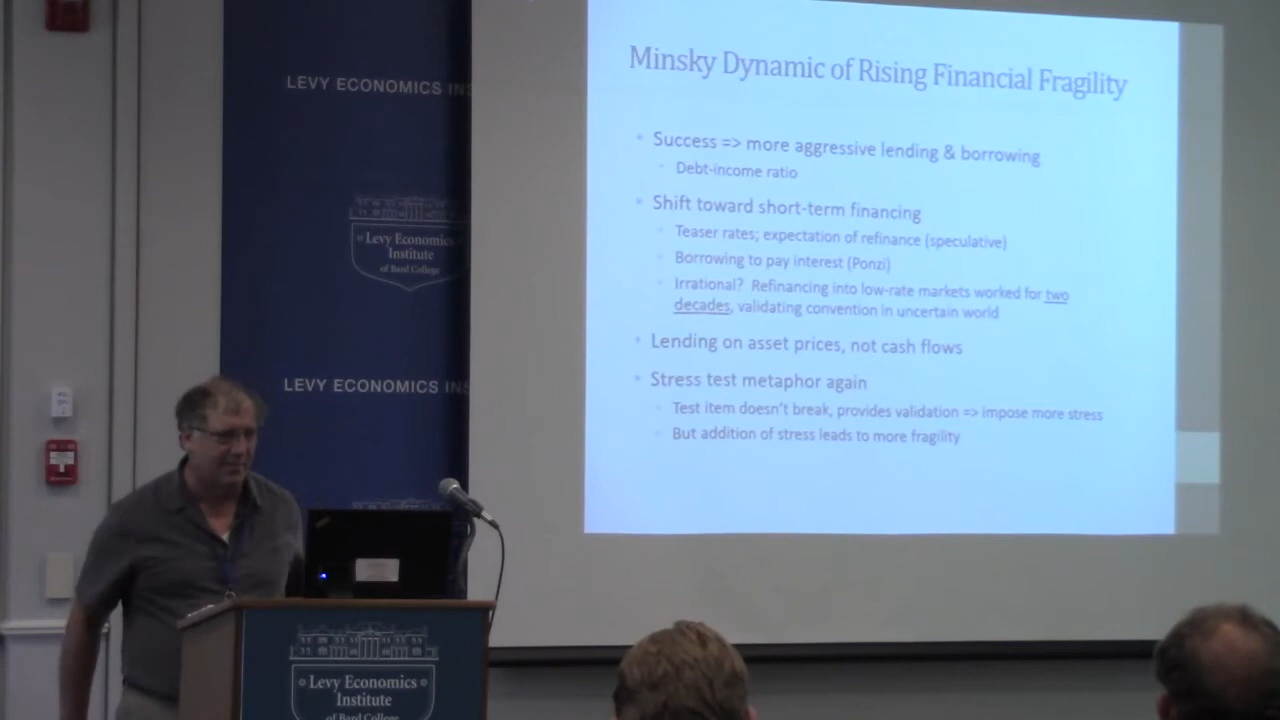 LEVY ECONOMICS INS
Levy Economics
Institute
of Bard College
LEVY ECONOMICS INS
Minsky Dynamic of Rising Financial Fragility
Success => more aggressive lending & borrowing
Debt-income ratio
Shift toward short-term financing
Teaser rates; expectation of refinance (speculative)
Borrowing to pay interest (Ponzi)
Irrational? Refinancing into low-rate markets worked for two
decades, validating convention in uncertain world
Lending on asset prices, not cash flows
Stress test metaphor again
Test item doesn't break, provides validation => impose more stress
But addition of stress leads to more fragility
Levy Economics
Institute
of Bard College